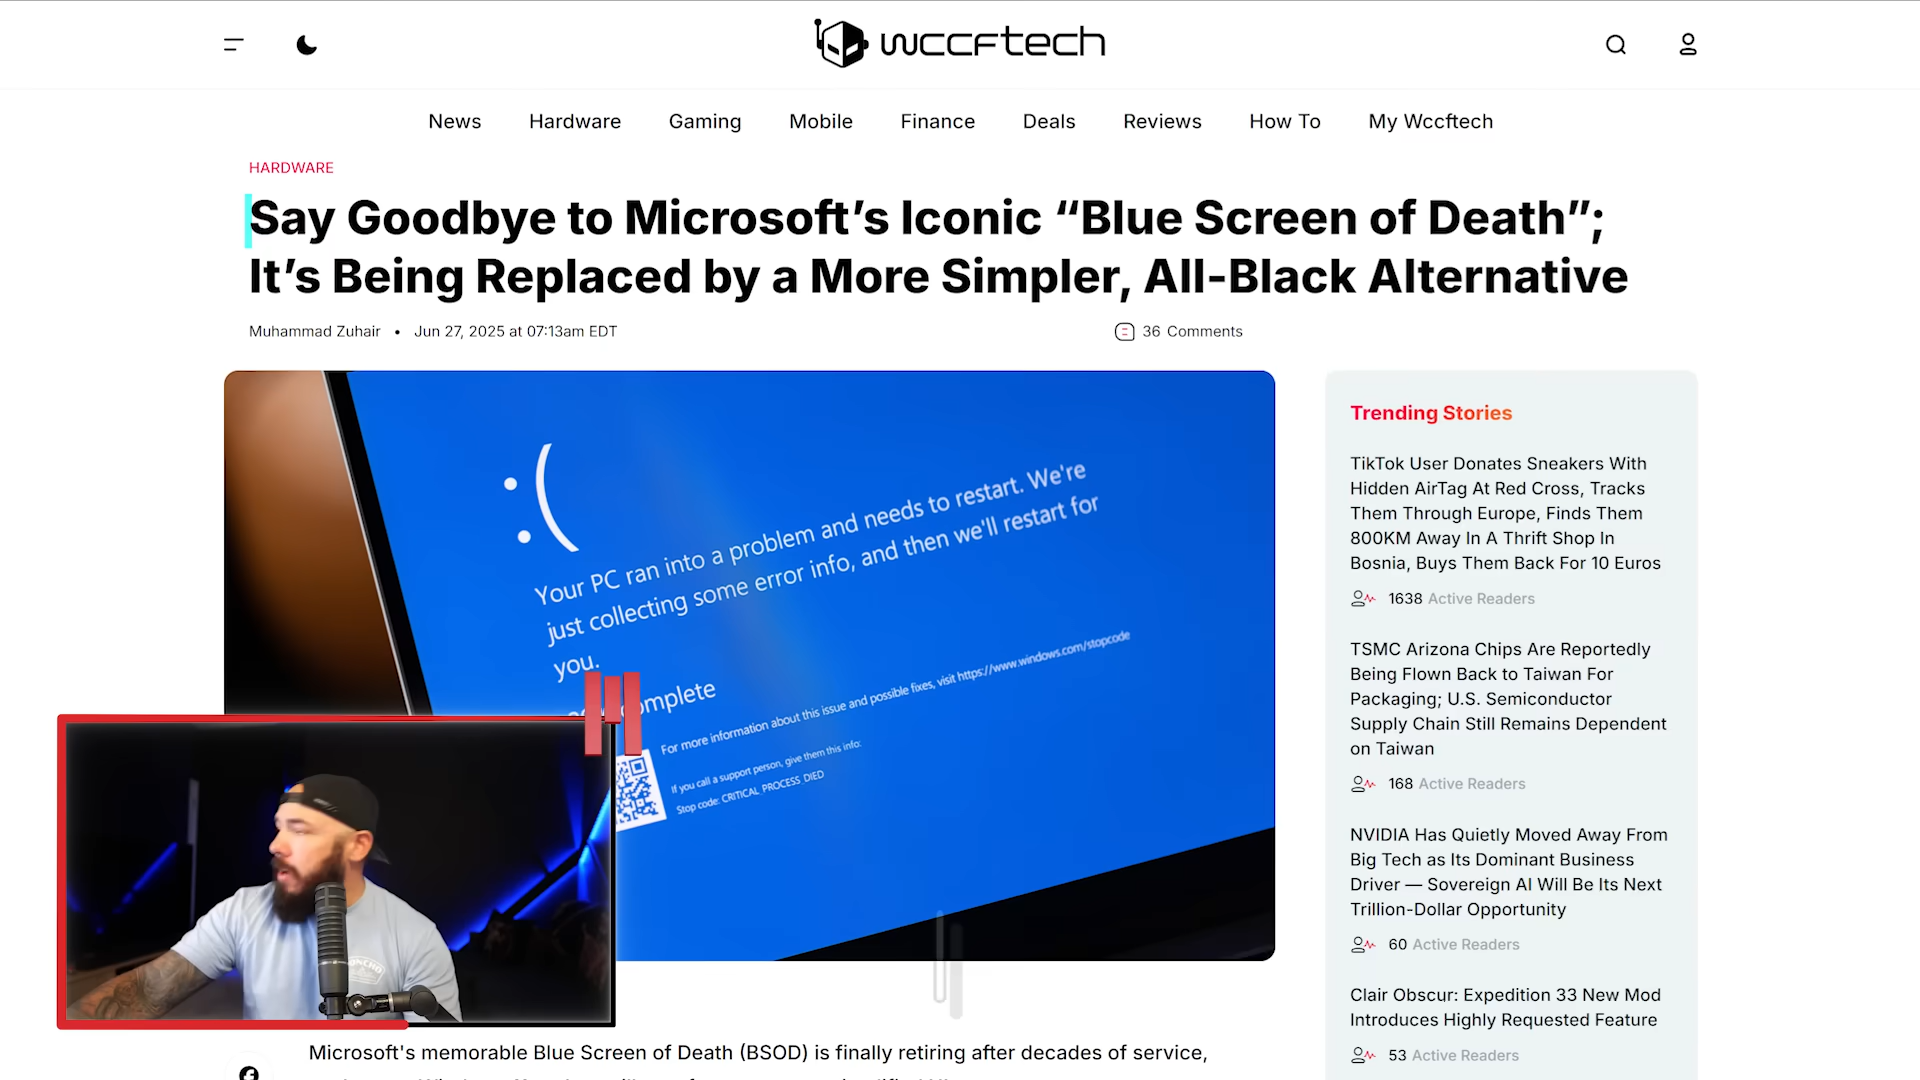 wccftech
News Hardware Gaming Mobile Finance Deals Reviews How To My Wccftech
HARDWARE
Say Goodbye to Microsoft’s Iconic “Blue Screen of Death”;
It’s Being Replaced by a More Simpler, All-Black Alternative
Muhammad Zuhair • Jun 27, 2025 at 07:13am EDT
36 Comments
:(
Your PC ran into a problem and needs to restart. We're
just collecting some error info, and then we'll restart for
you.
For more information about this issue and possible fixes, visit https://www.windows.com/stopcode
If you call a support person, give them this info:
Stop code: CRITICAL_PROCESS_DIED
Trending Stories
TikTok User Donates Sneakers With
Hidden AirTag At Red Cross, Tracks
Them Through Europe, Finds Them
800KM Away In A Thrift Shop In
Bosnia, Buys Them Back For 10 Euros
1638 Active Readers
TSMC Arizona Chips Are Reportedly
Being Flown Back to Taiwan For
Packaging; U.S. Semiconductor
Supply Chain Still Remains Dependent
on Taiwan
168 Active Readers
NVIDIA Has Quietly Moved Away From
Big Tech as Its Dominant Business
Driver — Sovereign AI Will Be Its Next
Trillion-Dollar Opportunity
60 Active Readers
Clair Obscur: Expedition 33 New Mod
Introduces Highly Requested Feature
53 Active Readers
Microsoft's memorable Blue Screen of Death (BSOD) is finally retiring after decades of service,